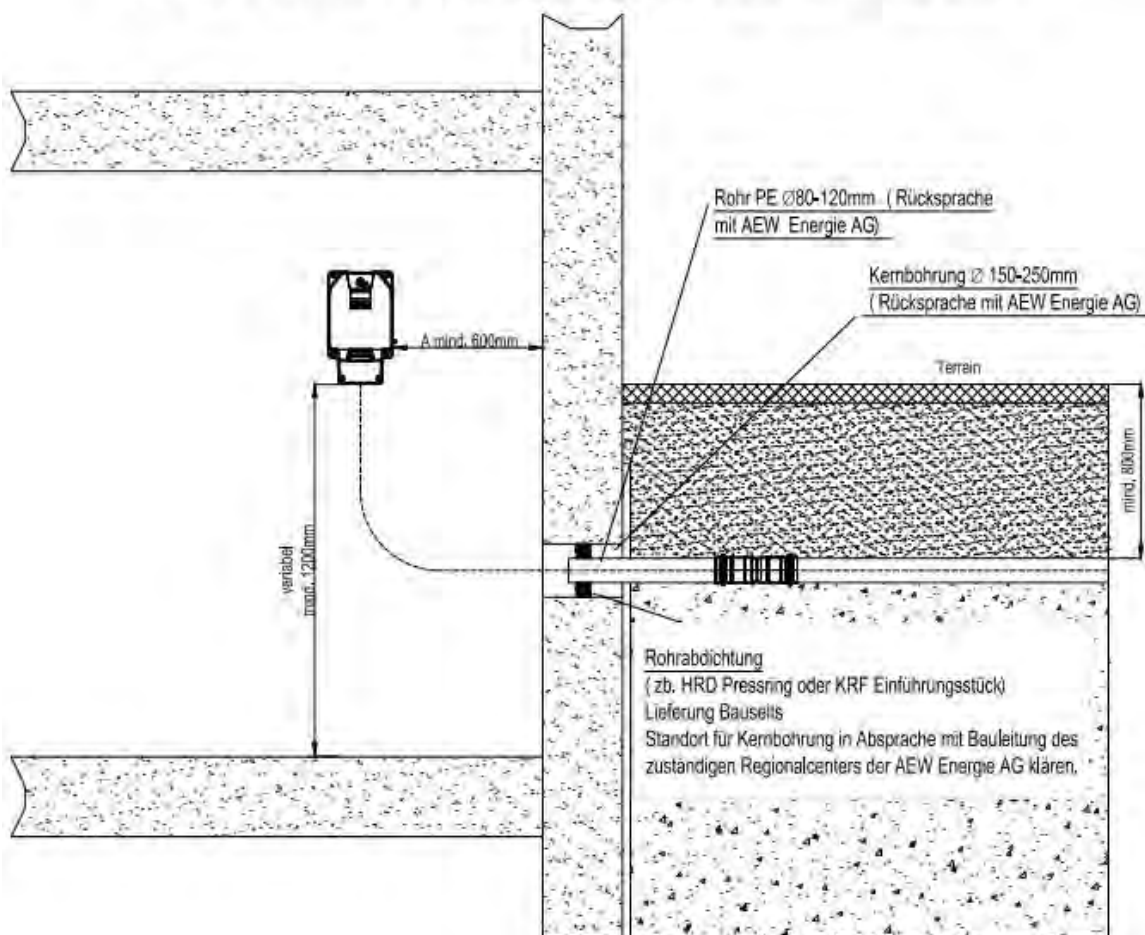 Rohr PE Ø80-120mm ( Rücksprache
mit AEW Energie AG)
Kernbohrung Ø 150-250mm
( Rücksprache mit AEW Energie AG)
A mind. 600mm
Terrain
mind. 800mm
variabel
mind. 1200mm
Rohrabdichtung
( zb. HRD Pressring oder KRF Einführungsstück)
Lieferung Bauseits
Standort für Kernbohrung in Absprache mit Bauleitung des
zuständigen Regionalcenters der AEW Energie AG klären.